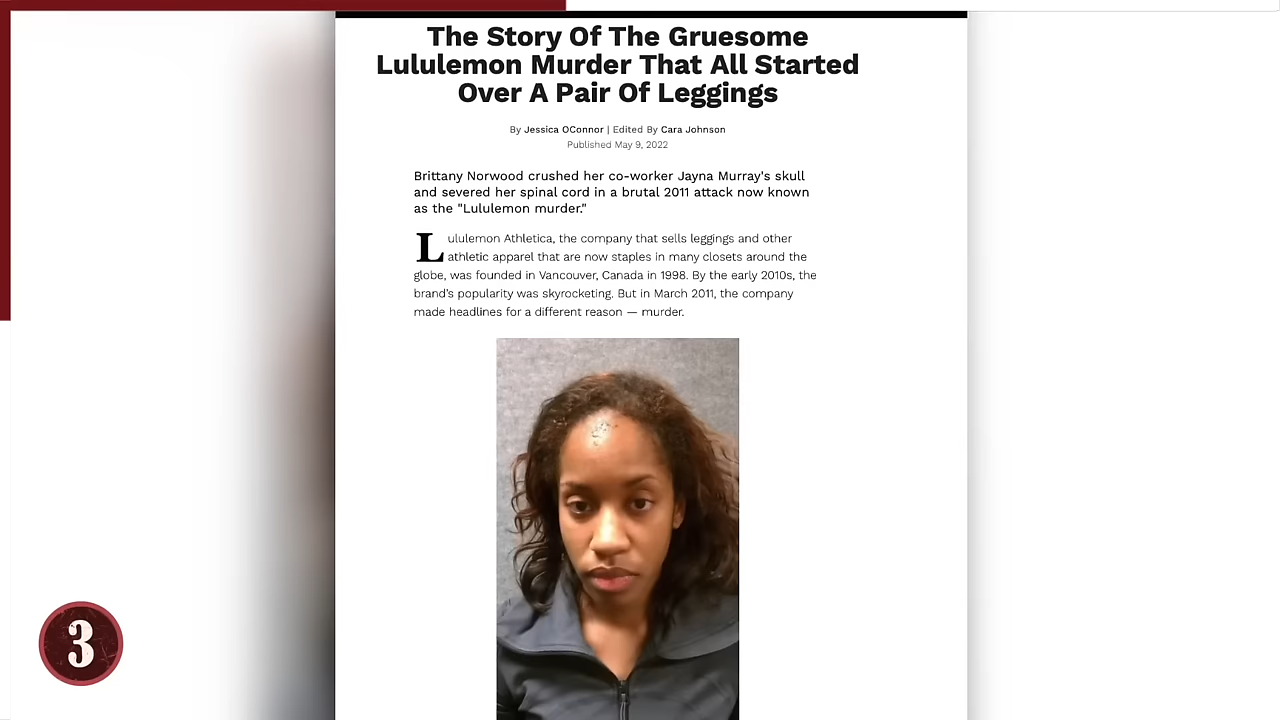 The Story Of The Gruesome
Lululemon Murder That All Started
Over A Pair Of Leggings
By Jessica OConnor | Edited By Cara Johnson
Published May 9, 2022
Brittany Norwood crushed her co-worker Jayna Murray's skull
and severed her spinal cord in a brutal 2011 attack now known
as the "Lululemon murder."
Lululemon Athletica, the company that sells leggings and other
athletic apparel that are now staples in many closets around the
globe, was founded in Vancouver, Canada in 1998. By the early 2010s, the
brand's popularity was skyrocketing. But in March 2011, the company
made headlines for a different reason — murder.
3